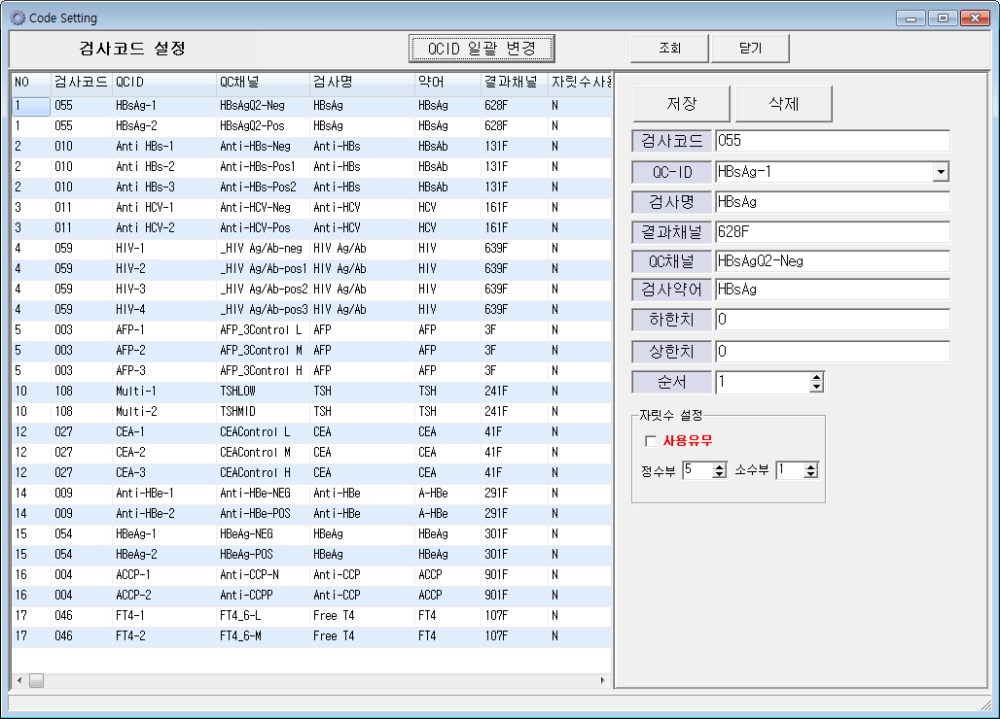 Code Setting
검사코드 설정 QCID 일괄 변경 조회 닫기
NO 검사코드 QCID QC채널 검사명 약어 결과채널 자릿수사용
1 055 HBsAg-1 HBsAgQ2-Neg HBsAg HBsAg 628F N
1 055 HBsAg-2 HBsAgQ2-Pos HBsAg HBsAg 628F N
2 010 Anti HBs-1 Anti-HBs-Neg Anti-HBs HBsAb 131F N
2 010 Anti HBs-2 Anti-HBs-Pos1 Anti-HBs HBsAb 131F N
2 010 Anti HBs-3 Anti-HBs-Pos2 Anti-HBs HBsAb 131F N
3 011 Anti HCV-1 Anti-HCV-Neg Anti-HCV HCV 161F N
3 011 Anti HCV-2 Anti-HCV-Pos Anti-HCV HCV 161F N
4 059 HIV-1 _HIV Ag/Ab-neg HIV Ag/Ab HIV 639F N
4 059 HIV-2 _HIV Ag/Ab-pos1 HIV Ag/Ab HIV 639F N
4 059 HIV-3 _HIV Ag/Ab-pos2 HIV Ag/Ab HIV 639F N
4 059 HIV-4 _HIV Ag/Ab-pos3 HIV Ag/Ab HIV 639F N
5 003 AFP-1 AFP_3Control L AFP AFP 3F N
5 003 AFP-2 AFP_3Control M AFP AFP 3F N
5 003 AFP-3 AFP_3Control H AFP AFP 3F N
10 108 Multi-1 TSHLOW TSH TSH 241F N
10 108 Multi-2 TSHMID TSH TSH 241F N
12 027 CEA-1 CEAControl L CEA CEA 41F N
12 027 CEA-2 CEAControl M CEA CEA 41F N
12 027 CEA-3 CEAControl H CEA CEA 41F N
14 009 Anti-HBe-1 Anti-HBe-NEG Anti-HBe A-HBe 291F N
14 009 Anti-HBe-2 Anti-HBe-POS Anti-HBe A-HBe 291F N
15 054 HBeAg-1 HBeAg-NEG HBeAg HBeAg 301F N
15 054 HBeAg-2 HBeAg-POS HBeAg HBeAg 301F N
16 004 ACCP-1 Anti-CCP-N Anti-CCP ACCP 901F N
16 004 ACCP-2 Anti-CCPP Anti-CCP ACCP 901F N
17 046 FT4-1 FT4_6-L Free T4 FT4 107F N
17 046 FT4-2 FT4_6-M Free T4 FT4 107F N
저장 삭제
검사코드 055
QC-ID HBsAg-1
검사명 HBsAg
결과채널 628F
QC채널 HBsAgQ2-Neg
검사약어 HBsAg
하한치 0
상한치 0
순서 1
자릿수 설정
사용유무
정수부 5 소수부 1